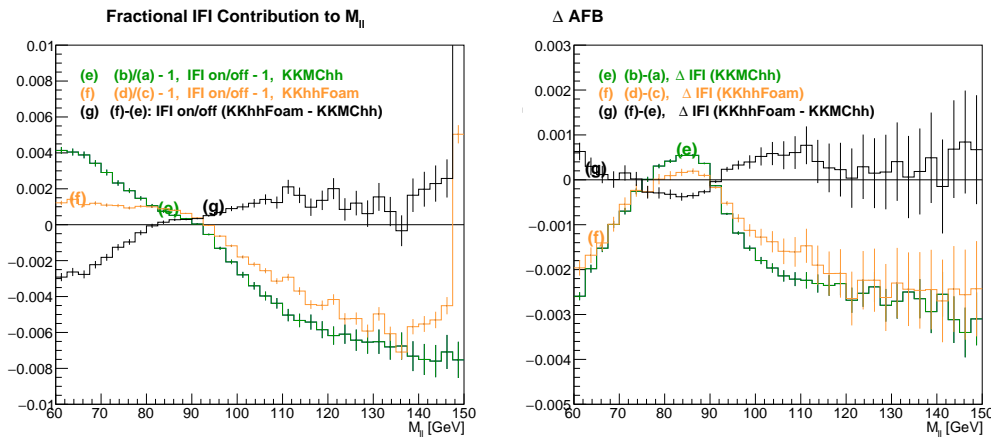 Fractional IFI Contribution to M_ll
(e) (b)/(a) - 1, IFI on/off - 1, KKMChh
(f) (d)/(c) - 1, IFI on/off - 1, KKhhFoam
(g) (f)-(e): IFI on/off (KKhhFoam - KKMChh)
0.01
0.008
0.006
0.004
0.002
0
−0.002
−0.004
−0.006
−0.008
−0.01
(f)
(e)
(g)
60 70 80 90 100 110 120 130 140 150
M_ll [GeV]
Δ AFB
(e) (b)-(a), Δ IFI (KKMChh)
(f) (d)-(c), Δ IFI (KKhhFoam)
(g) (f)-(e), Δ IFI (KKhhFoam - KKMChh)
0.003
0.002
0.001
0
−0.001
−0.002
−0.003
−0.004
−0.005
(e)
(g)
(f)
60 70 80 90 100 110 120 130 140 150
M_ll [GeV]